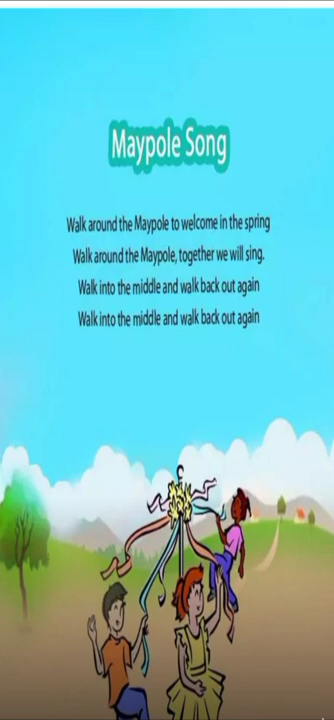 Maypole Song
Walk around the Maypole to welcome in the spring
Walk around the Maypole, together we will sing.
Walk into the middle and walk back out again
Walk into the middle and walk back out again